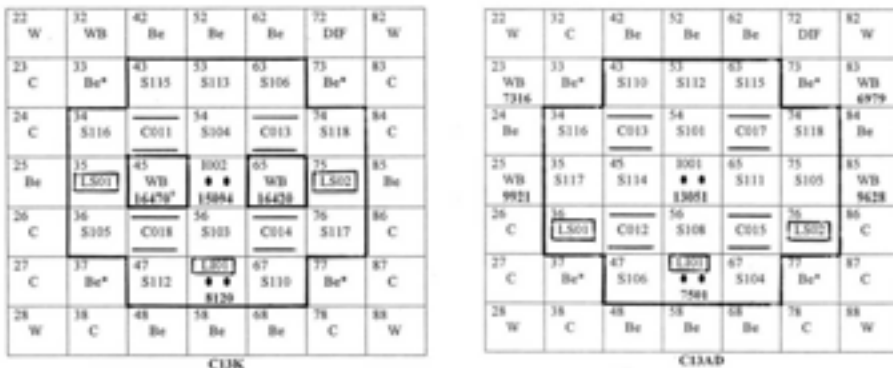 22 32 42 52 62 72 82
W WB Be Be Be DIF W
23 33 43 53 63 73 83
C Be* S115 S113 S106 Be* C
24 34 44 54 64 74 84
C S116 C011 S104 C013 S118 C
25 35 45 I002 65 75 85
Be LS01 WB WB LS02 Be
15094 16420
26 36 56 76 86
C S105 C018 S103 C014 S117 C
27 37 47 LI01 67 77 87
C Be* S112 S110 Be* C
8120
28 38 48 58 68 78 88
W C Be Be Be C W
C13K
22 32 42 52 62 72 82
W C Be Be Be DIF W
23 33 43 53 63 73 83
WB Be* S110 S112 S115 Be* WB
7316 6979
24 34 54 74 84
Be S116 C013 S101 C017 S118 Be
25 35 45 I001 65 75 85
WB S117 S114 S111 S105 WB
9921 13051 9628
26 36 56 76 86
C LS01 C012 S108 C015 LS02 C
27 37 47 LI01 67 77 87
C Be* S106 S104 Be* C
7501
28 38 48 58 68 78 88
W C Be Be Be C W
C13AD